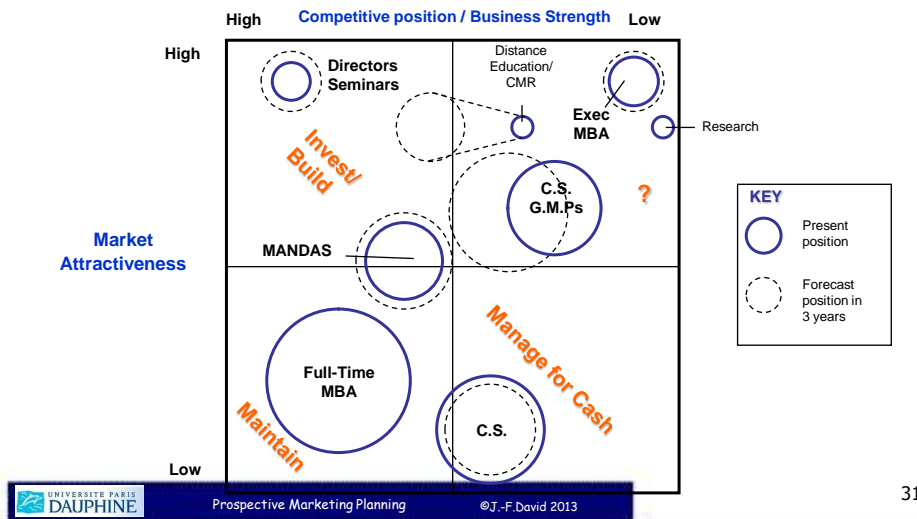 High
Competitive position / Business Strength
Low
High
Distance
Education/
CMR
Directors
Seminars
Exec
MBA
Research
Invest/
Build
C.S.
G.M.Ps
?
KEY
Present
position
Forecast
position in
3 years
Market
Attractiveness
MANDAS
Manage for Cash
Full-Time
MBA
Maintain
C.S.
Low
UNIVERSITE PARIS
DAUPHINE
Prospective Marketing Planning
©J.-F.David 2013
31